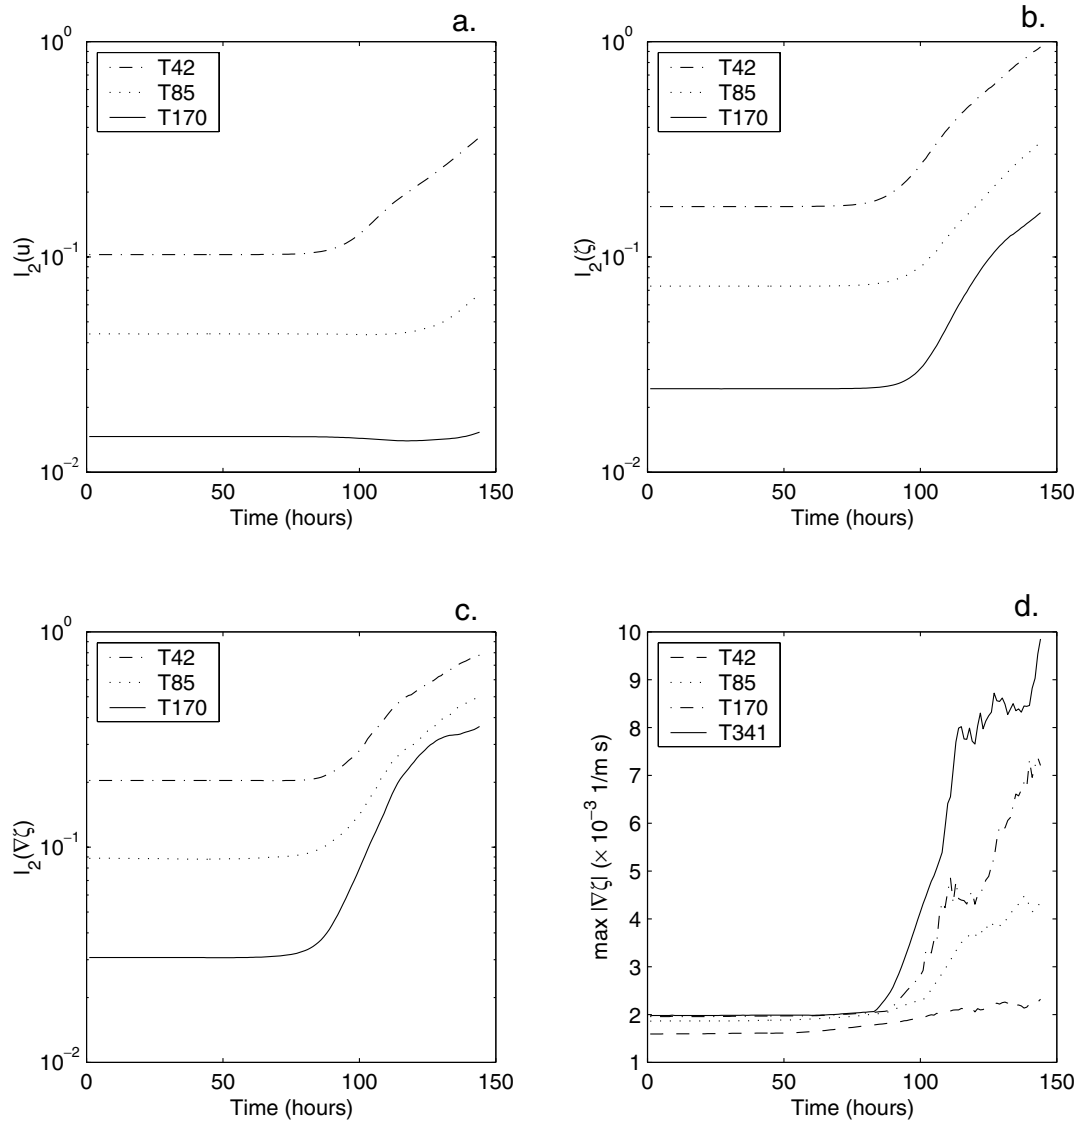 a.
10^0
T42
T85
T170
10^-1
l_2(u)
10^-2
0 50 100 150
Time (hours)
b.
10^0
T42
T85
T170
10^-1
l_2(ζ)
10^-2
0 50 100 150
Time (hours)
c.
10^0
T42
T85
T170
10^-1
l_2(∇ζ)
10^-2
0 50 100 150
Time (hours)
d.
10
T42
T85
T170
T341
9
8
7
6
5
4
3
2
1
max |∇ζ| (× 10^-3 1/m s)
0 50 100 150
Time (hours)